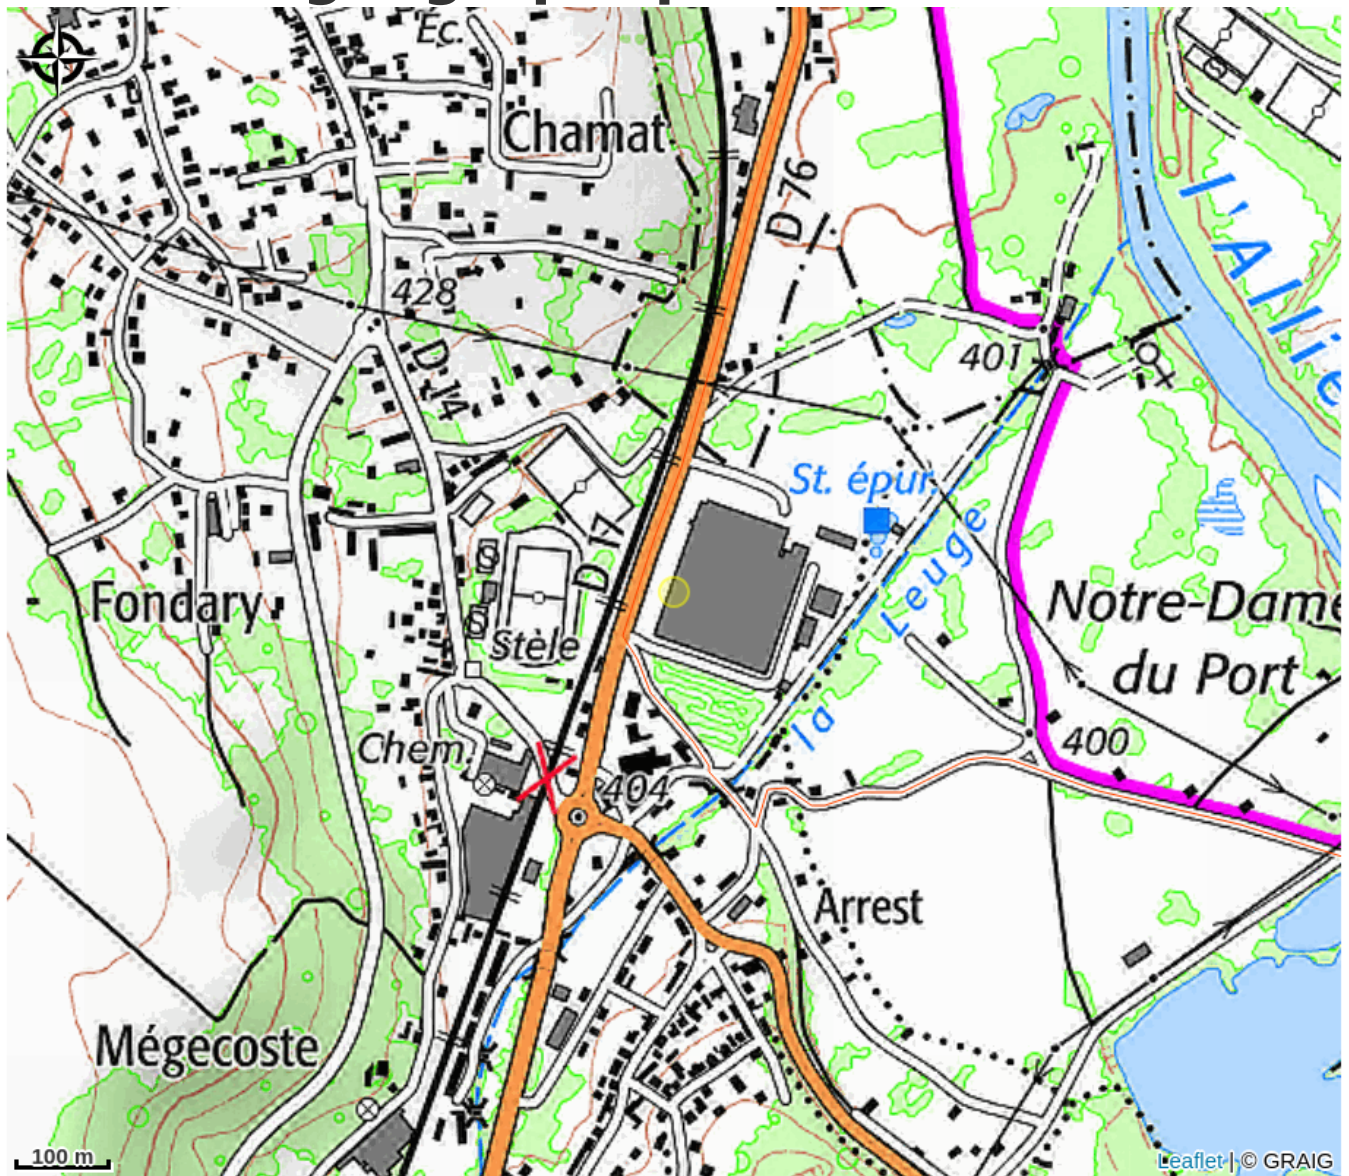 Ec.
Chamat
D 76
l'Allie
428
D 14
401
St. épur.
D 17
la Leuge
Fondary
Notre-Dame
du Port
Stèle
Chem.
400
404
Arrest
Mégecoste
100 m
Leaflet | © GRAIG